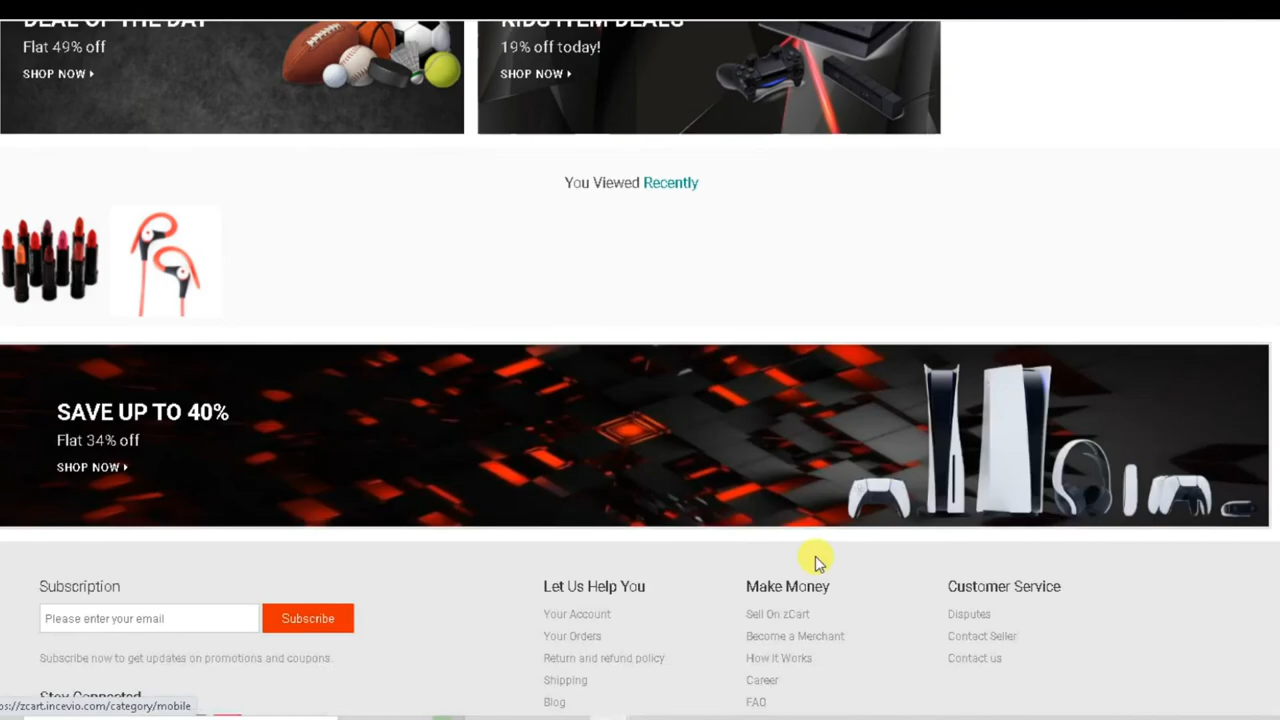 DEAL OF THE DAY
Flat 49% off
SHOP NOW
KIDS ITEM DEALS
19% off today!
SHOP NOW
You Viewed Recently
SAVE UP TO 40%
Flat 34% off
SHOP NOW
Subscription
Please enter your email
Subscribe
Subscribe now to get updates on promotions and coupons.
Stay Connected
Let Us Help You
Your Account
Your Orders
Return and refund policy
Shipping
Blog
Make Money
Sell On zCart
Become a Merchant
How It Works
Career
FAQ
Customer Service
Disputes
Contact Seller
Contact us
ps://zcart.incevio.com/category/mobile